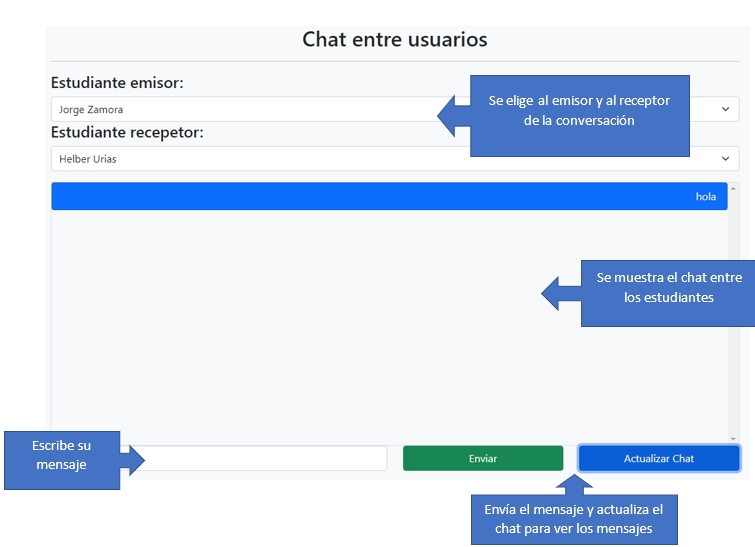 Chat entre usuarios
Estudiante emisor:
Jorge Zamora
Se elige al emisor y al receptor
de la conversación
Estudiante recepetor:
Helber Urias
hola
Se muestra el chat entre
los estudiantes
Escribe su
mensaje
Enviar
Actualizar Chat
Envía el mensaje y actualiza el
chat para ver los mensajes